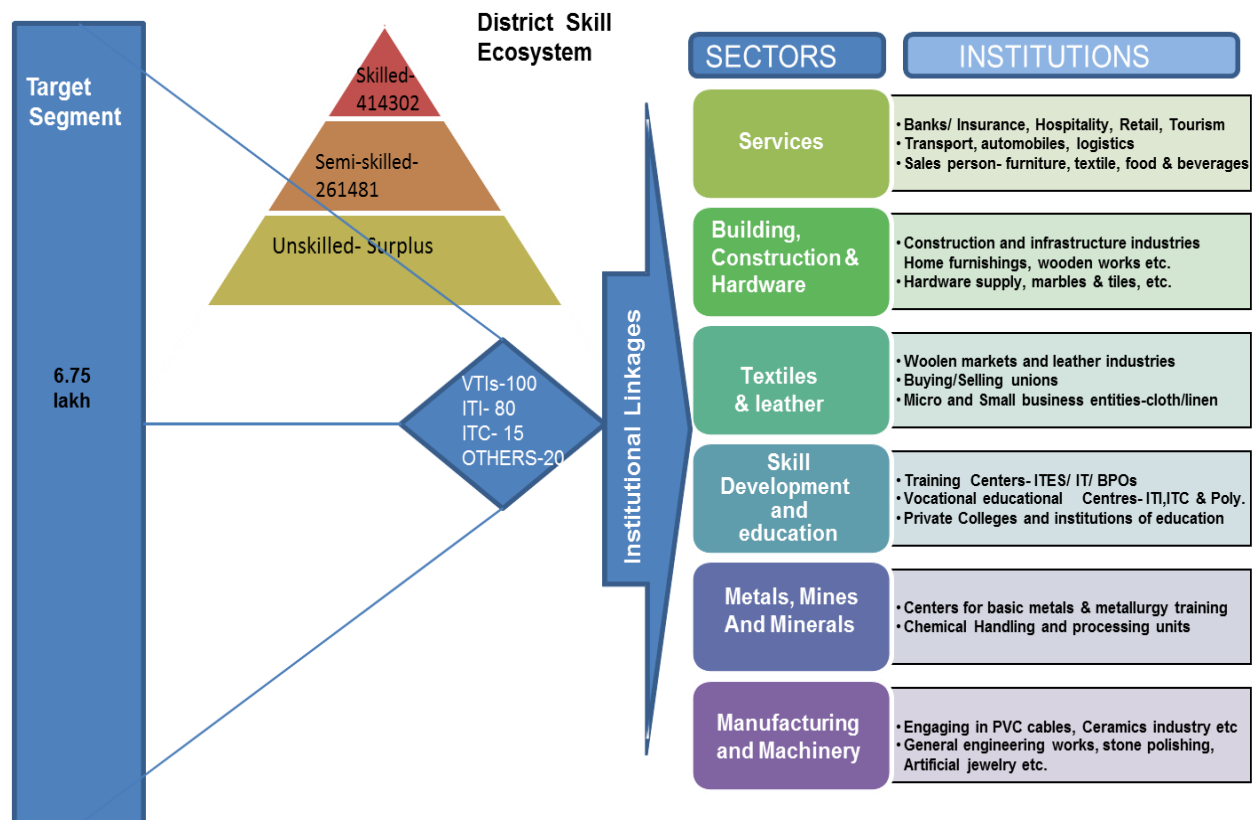 District Skill
Ecosystem
Target
Segment
6.75
lakh
Skilled-
414302
Semi-skilled-
261481
Unskilled- Surplus
VTIs-100
ITI- 80
ITC- 15
OTHERS-20
Institutional Linkages
SECTORS
INSTITUTIONS
Services
• Banks/ Insurance, Hospitality, Retail, Tourism
• Transport, automobiles, logistics
• Sales person- furniture, textile, food & beverages
Building,
Construction &
Hardware
• Construction and infrastructure industries
Home furnishings, wooden works etc.
• Hardware supply, marbles & tiles, etc.
Textiles
& leather
• Woolen markets and leather industries
• Buying/Selling unions
• Micro and Small business entities-cloth/linen
Skill
Development
and
education
• Training Centers- ITES/ IT/ BPOs
• Vocational educational Centres- ITI,ITC & Poly.
• Private Colleges and institutions of education
Metals, Mines
And Minerals
• Centers for basic metals & metallurgy training
• Chemical Handling and processing units
Manufacturing
and Machinery
• Engaging in PVC cables, Ceramics industry etc
• General engineering works, stone polishing,
Artificial jewelry etc.